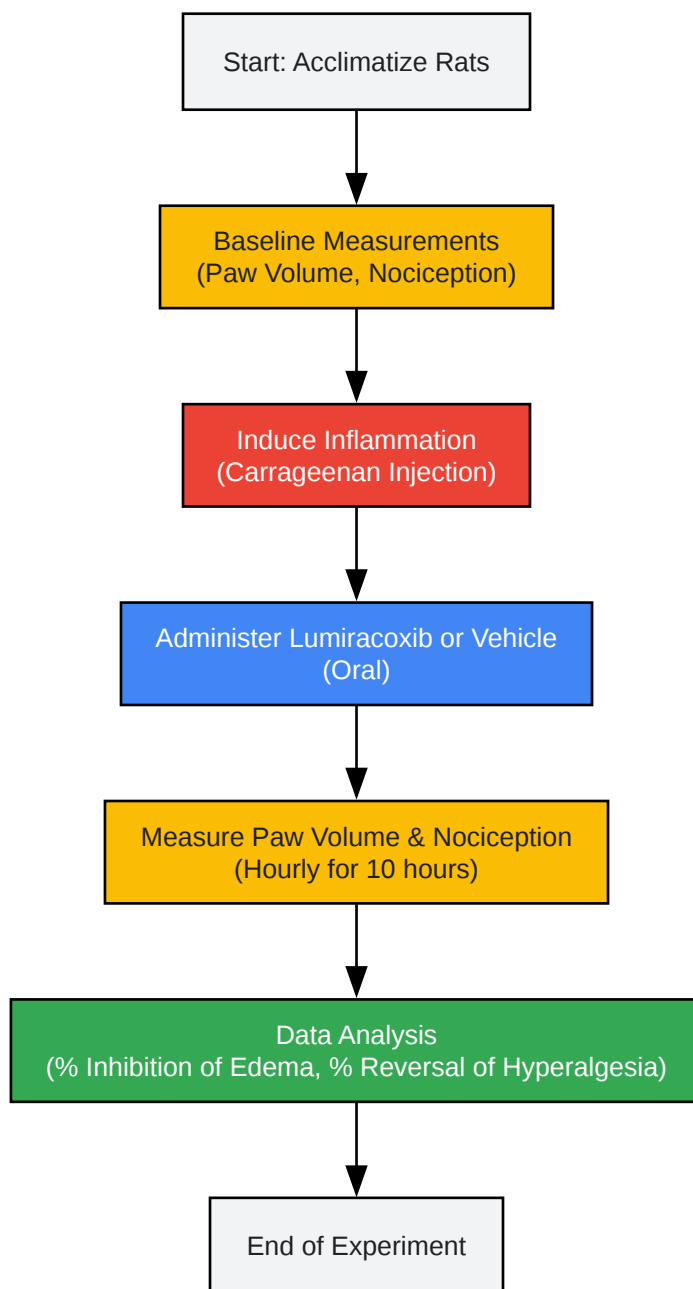 Start: Acclimatize Rats
Baseline Measurements
(Paw Volume, Nociception)
Induce Inflammation
(Carrageenan Injection)
Administer Lumiracoxib or Vehicle
(Oral)
Measure Paw Volume & Nociception
(Hourly for 10 hours)
Data Analysis
(% Inhibition of Edema, % Reversal of Hyperalgesia)
End of Experiment